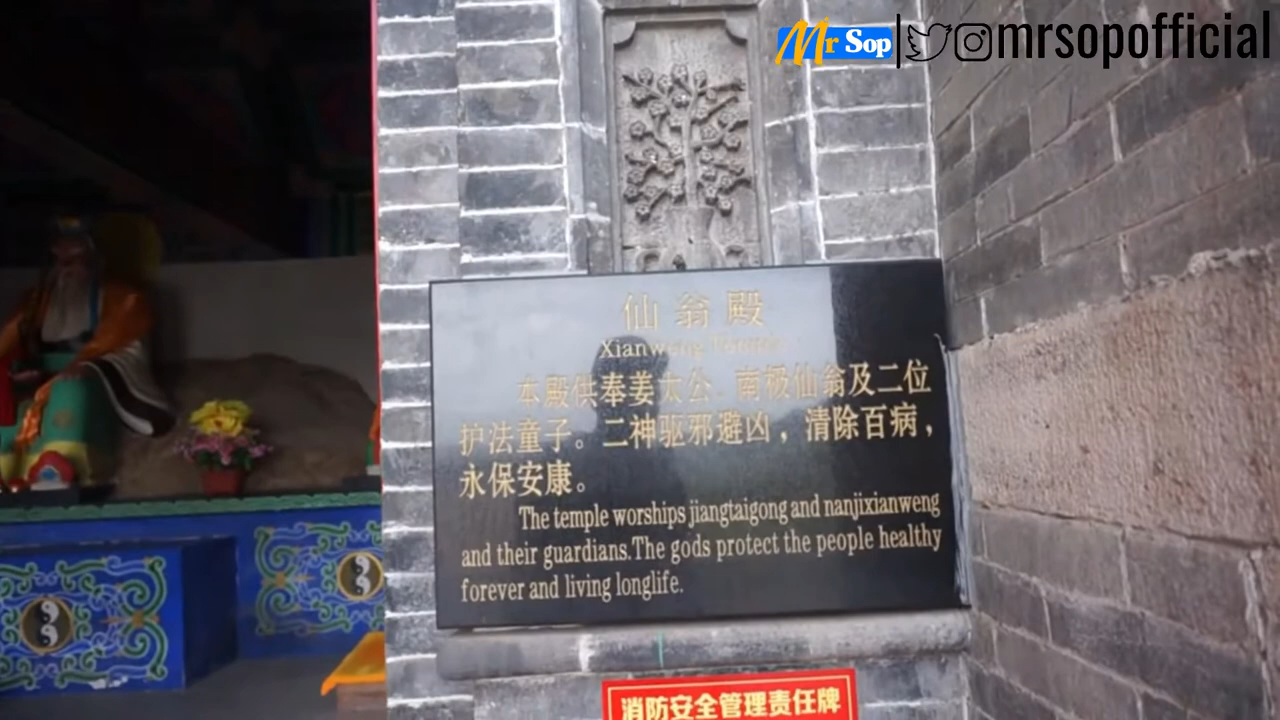 Mr Sop | mrsopofficial
仙翁殿
Xianweng Temple
本殿供奉姜太公、南极仙翁及二位
护法童子。二神驱邪避凶，清除百病，
永保安康。
The temple worships jiangtaigong and nanjixianweng
and their guardians.The gods protect the people healthy
forever and living longlife.
消防安全管理责任牌